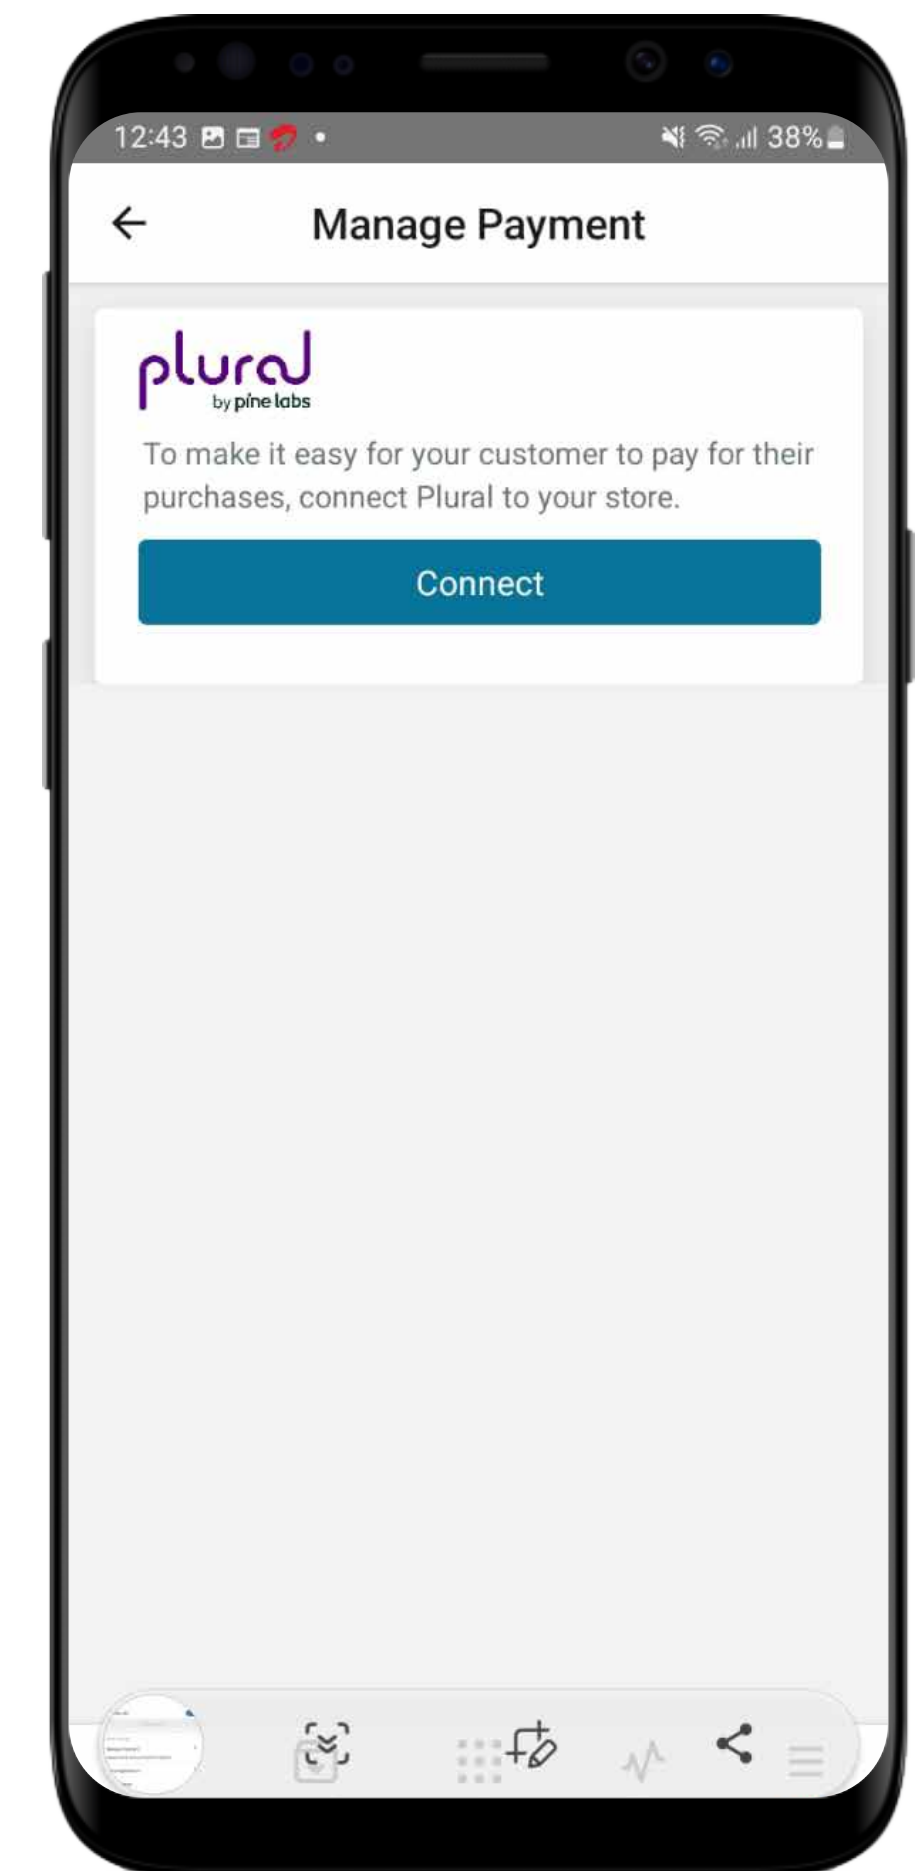 12:43
38%
Manage Payment
plural
by pine labs
To make it easy for your customer to pay for their
purchases, connect Plural to your store.
Connect